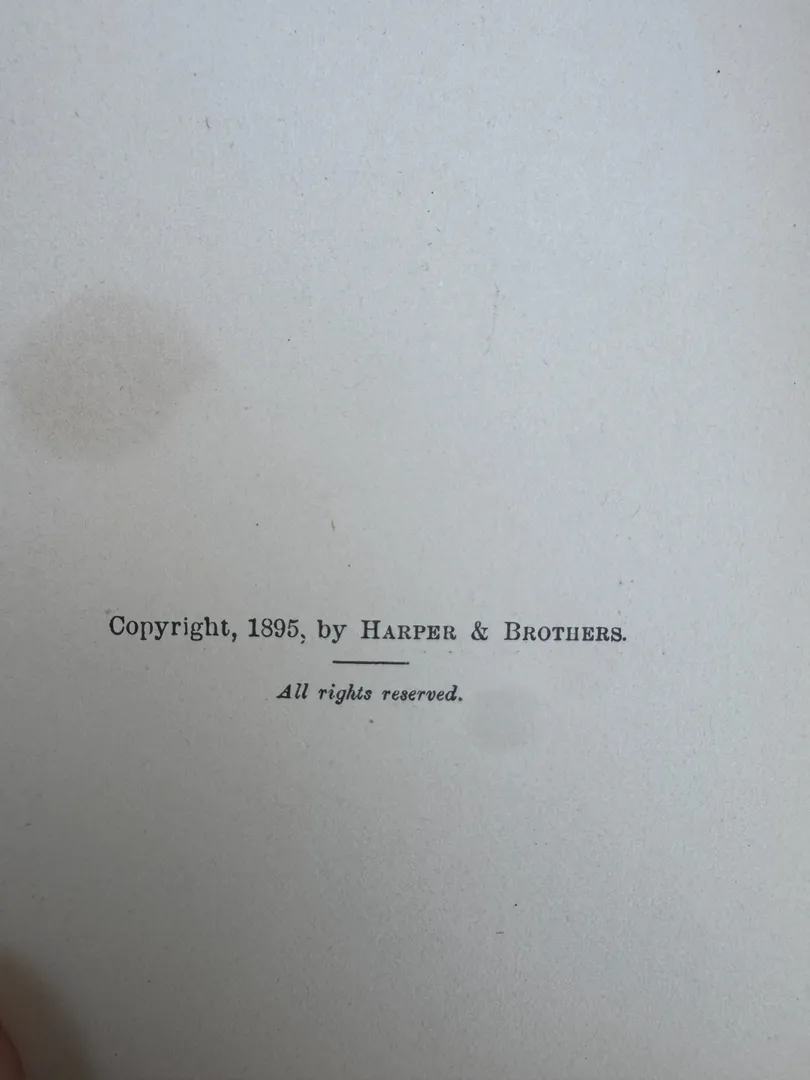 Copyright, 1895, by HARPER & BROTHERS.
All rights reserved.